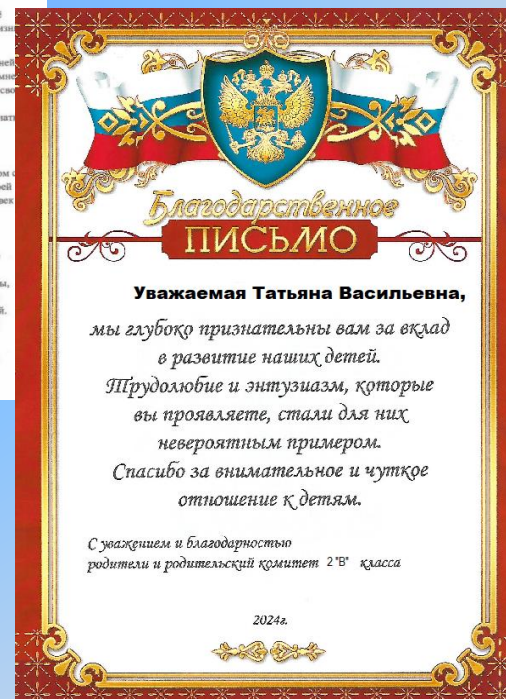 Благодарственное
ПИСЬМО
Уважаемая Татьяна Васильевна,
мы глубоко признательны вам за вклад
в развитие наших детей.
Трудолюбие и энтузиазм, которые
вы проявляете, стали для них
невероятным примером.
Спасибо за внимательное и чуткое
отношение к детям.
С уважением и благодарностью
родители и родительский комитет 2 "В" класса
2024г.